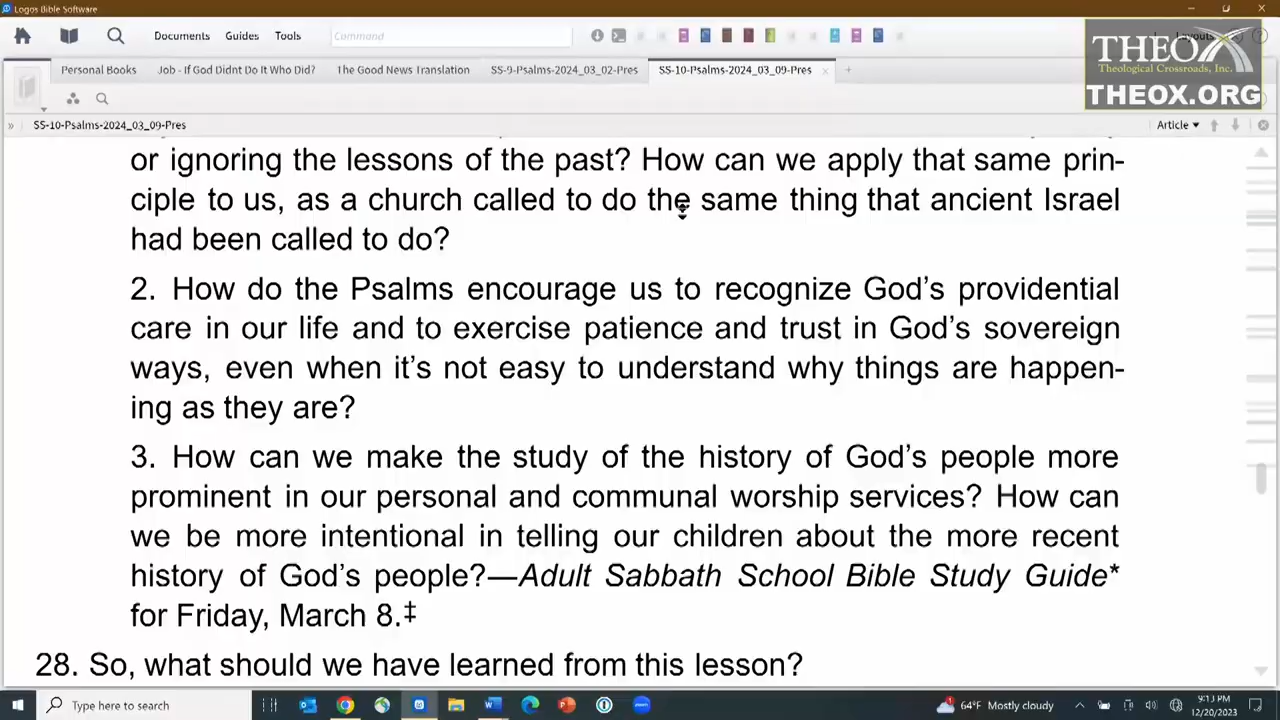 Logos Bible Software
Documents Guides Tools Command
THEOX
Theological Crossroads, Inc.
THEOX.ORG
Personal Books Job - If God Didnt Do It Who Did? SS-09-Psalms-2024_03_02-Pres SS-10-Psalms-2024_03_09-Pres
SS-10-Psalms-2024_03_09-Pres Article
or ignoring the lessons of the past? How can we apply that same prin-
ciple to us, as a church called to do the same thing that ancient Israel
had been called to do?
2. How do the Psalms encourage us to recognize God’s providential
care in our life and to exercise patience and trust in God’s sovereign
ways, even when it’s not easy to understand why things are happen-
ing as they are?
3. How can we make the study of the history of God’s people more
prominent in our personal and communal worship services? How can
we be more intentional in telling our children about the more recent
history of God’s people?—Adult Sabbath School Bible Study Guide*
for Friday, March 8.‡
28. So, what should we have learned from this lesson?
Type here to search 64°F Mostly cloudy 9:13 PM
12/20/2023